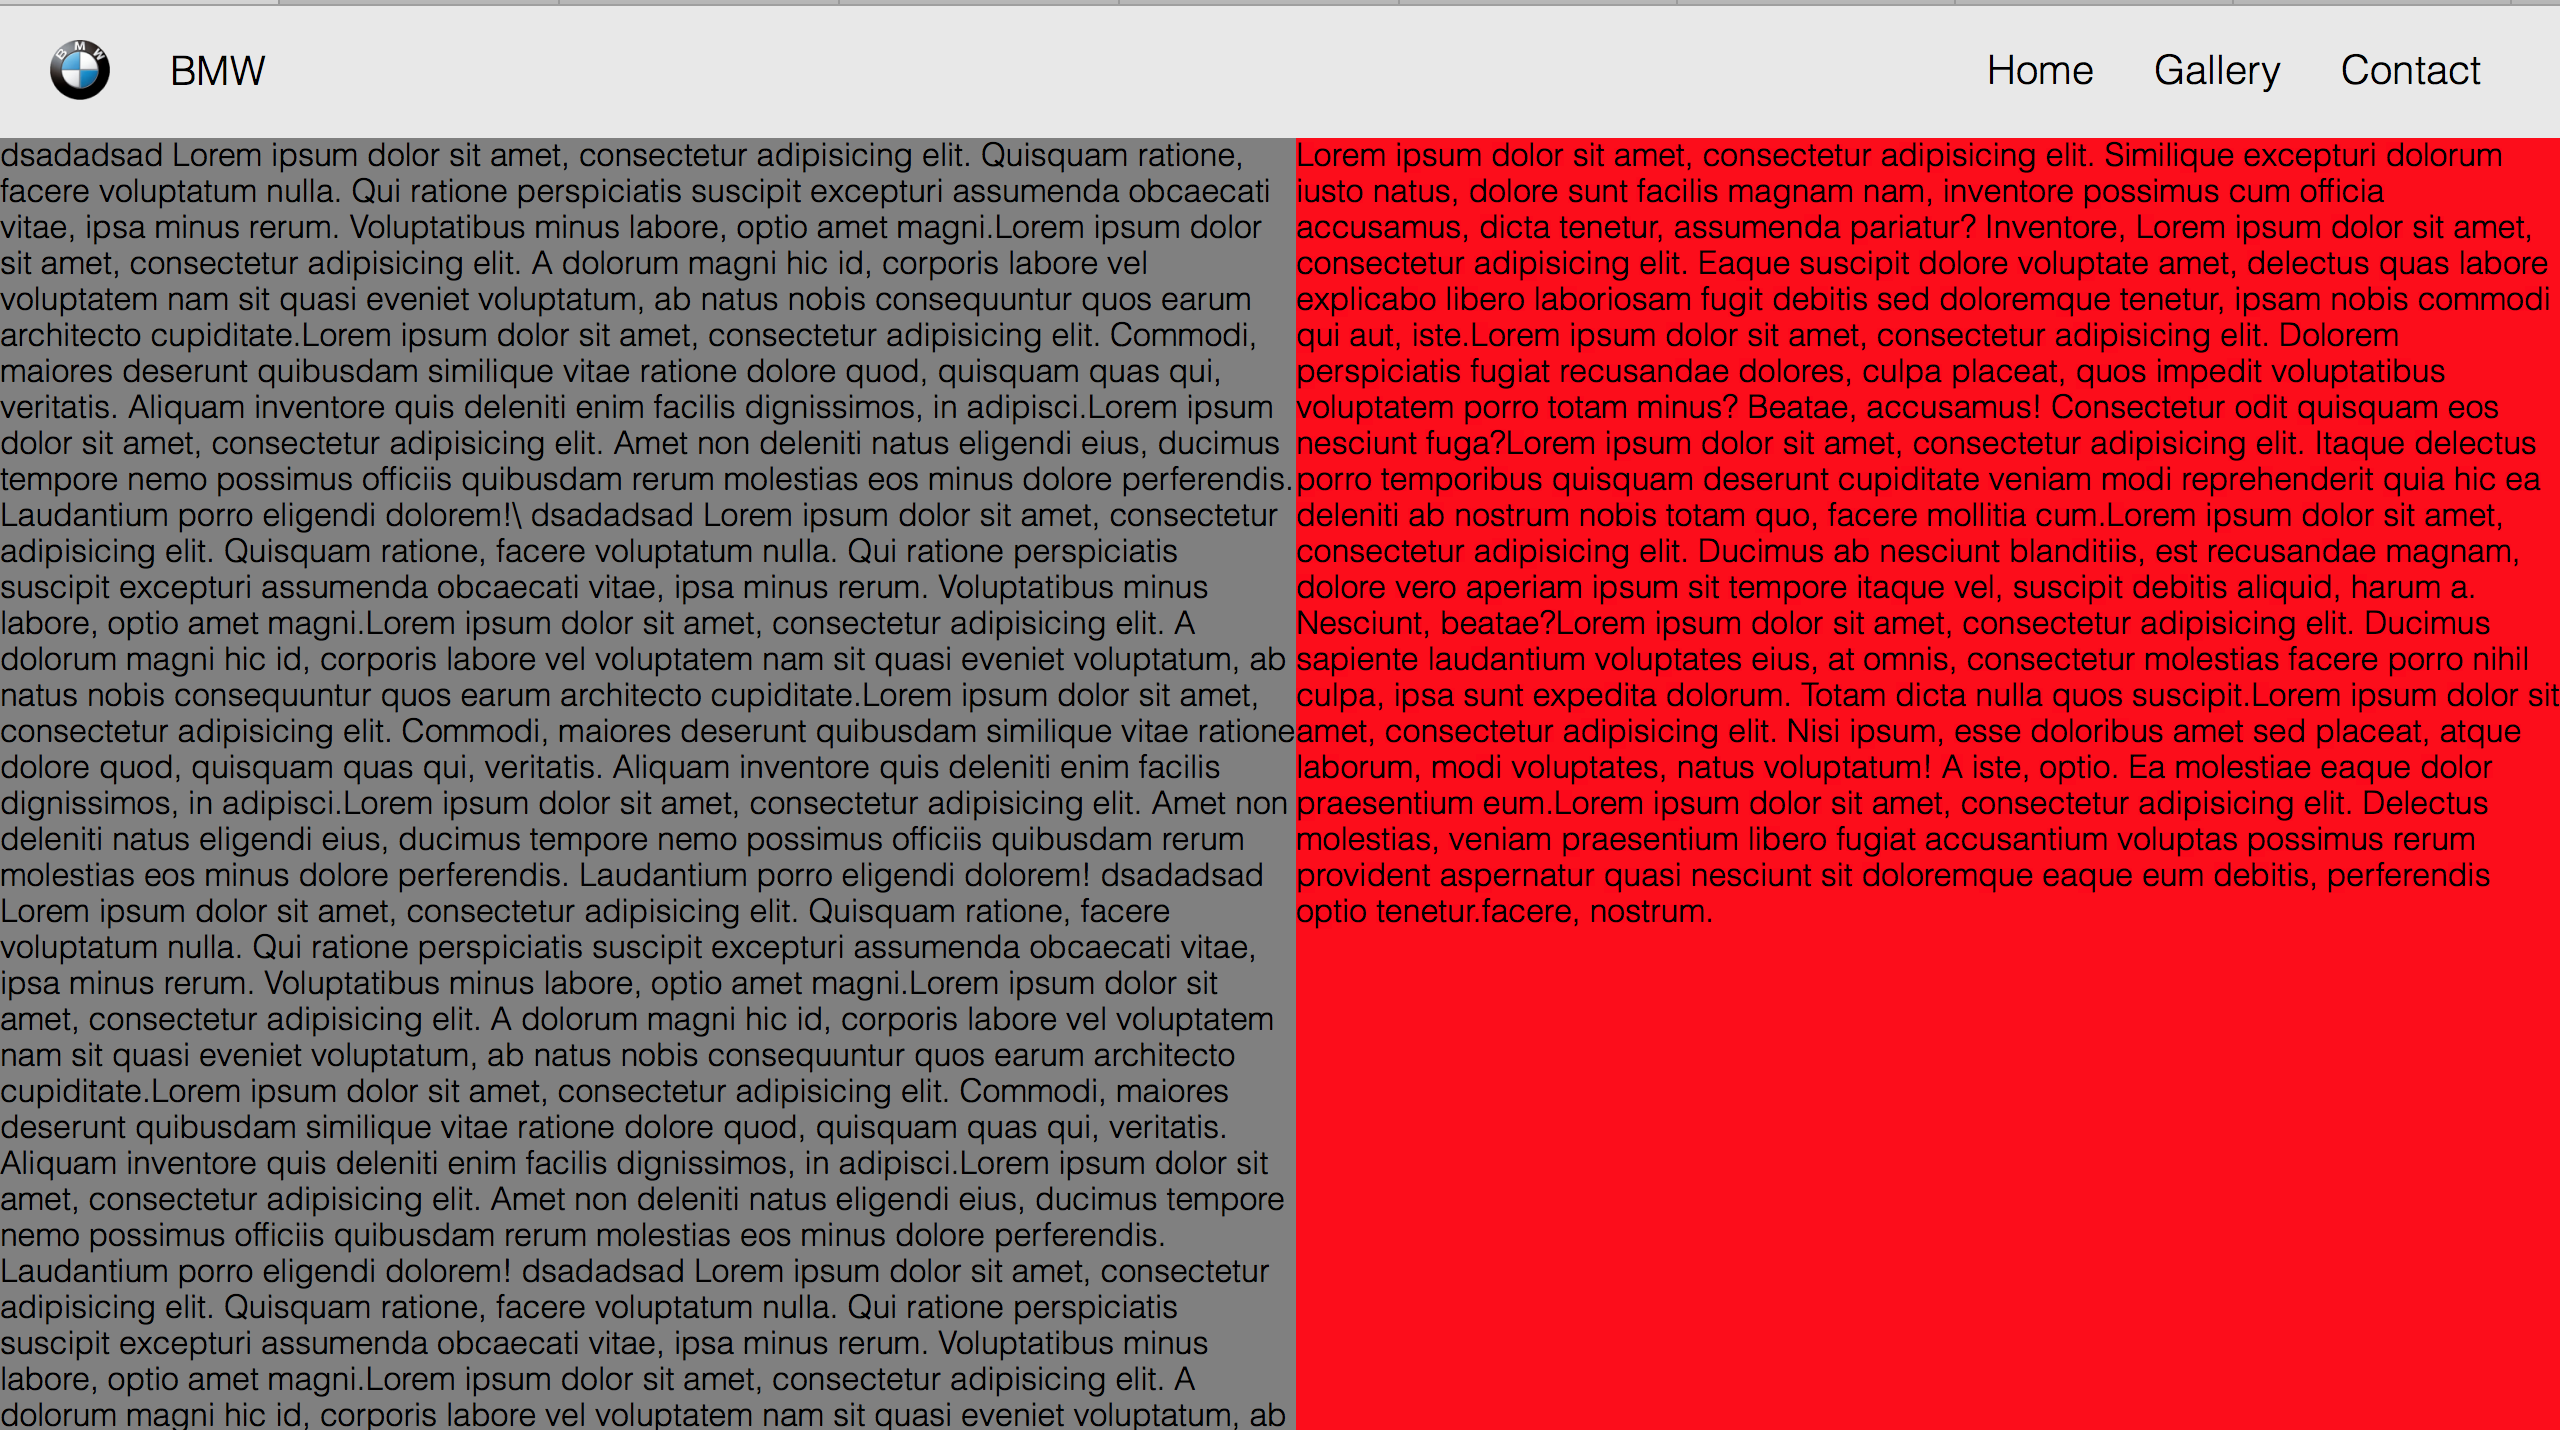 BMW
BMW
Home Gallery Contact
dsadadsad Lorem ipsum dolor sit amet, consectetur adipisicing elit. Quisquam ratione,
facere voluptatum nulla. Qui ratione perspiciatis suscipit excepturi assumenda obcaecati
vitae, ipsa minus rerum. Voluptatibus minus labore, optio amet magni.Lorem ipsum dolor
sit amet, consectetur adipisicing elit. A dolorum magni hic id, corporis labore vel
voluptatem nam sit quasi eveniet voluptatum, ab natus nobis consequuntur quos earum
architecto cupiditate.Lorem ipsum dolor sit amet, consectetur adipisicing elit. Commodi,
maiores deserunt quibusdam similique vitae ratione dolore quod, quisquam quas qui,
veritatis. Aliquam inventore quis deleniti enim facilis dignissimos, in adipisci.Lorem ipsum
dolor sit amet, consectetur adipisicing elit. Amet non deleniti natus eligendi eius, ducimus
tempore nemo possimus officiis quibusdam rerum molestias eos minus dolore perferendis.
Laudantium porro eligendi dolorem!\ dsadadsad Lorem ipsum dolor sit amet, consectetur
adipisicing elit. Quisquam ratione, facere voluptatum nulla. Qui ratione perspiciatis
suscipit excepturi assumenda obcaecati vitae, ipsa minus rerum. Voluptatibus minus
labore, optio amet magni.Lorem ipsum dolor sit amet, consectetur adipisicing elit. A
dolorum magni hic id, corporis labore vel voluptatem nam sit quasi eveniet voluptatum, ab
natus nobis consequuntur quos earum architecto cupiditate.Lorem ipsum dolor sit amet,
consectetur adipisicing elit. Commodi, maiores deserunt quibusdam similique vitae ratione
dolore quod, quisquam quas qui, veritatis. Aliquam inventore quis deleniti enim facilis
dignissimos, in adipisci.Lorem ipsum dolor sit amet, consectetur adipisicing elit. Amet non
deleniti natus eligendi eius, ducimus tempore nemo possimus officiis quibusdam rerum
molestias eos minus dolore perferendis. Laudantium porro eligendi dolorem! dsadadsad
Lorem ipsum dolor sit amet, consectetur adipisicing elit. Quisquam ratione, facere
voluptatum nulla. Qui ratione perspiciatis suscipit excepturi assumenda obcaecati vitae,
ipsa minus rerum. Voluptatibus minus labore, optio amet magni.Lorem ipsum dolor sit
amet, consectetur adipisicing elit. A dolorum magni hic id, corporis labore vel voluptatem
nam sit quasi eveniet voluptatum, ab natus nobis consequuntur quos earum architecto
cupiditate.Lorem ipsum dolor sit amet, consectetur adipisicing elit. Commodi, maiores
deserunt quibusdam similique vitae ratione dolore quod, quisquam quas qui, veritatis.
Aliquam inventore quis deleniti enim facilis dignissimos, in adipisci.Lorem ipsum dolor sit
amet, consectetur adipisicing elit. Amet non deleniti natus eligendi eius, ducimus tempore
nemo possimus officiis quibusdam rerum molestias eos minus dolore perferendis.
Laudantium porro eligendi dolorem! dsadadsad Lorem ipsum dolor sit amet, consectetur
adipisicing elit. Quisquam ratione, facere voluptatum nulla. Qui ratione perspiciatis
suscipit excepturi assumenda obcaecati vitae, ipsa minus rerum. Voluptatibus minus
labore, optio amet magni.Lorem ipsum dolor sit amet, consectetur adipisicing elit. A
dolorum magni hic id, corporis labore vel voluptatem nam sit quasi eveniet voluptatum, ab
Lorem ipsum dolor sit amet, consectetur adipisicing elit. Similique excepturi dolorum
iusto natus, dolore sunt facilis magnam nam, inventore possimus cum officia
accusamus, dicta tenetur, assumenda pariatur? Inventore, Lorem ipsum dolor sit amet,
consectetur adipisicing elit. Eaque suscipit dolore voluptate amet, delectus quas labore
explicabo libero laboriosam fugit debitis sed doloremque tenetur, ipsam nobis commodi
qui aut, iste.Lorem ipsum dolor sit amet, consectetur adipisicing elit. Dolorem
perspiciatis fugiat recusandae dolores, culpa placeat, quos impedit voluptatibus
voluptatem porro totam minus? Beatae, accusamus! Consectetur odit quisquam eos
nesciunt fuga?Lorem ipsum dolor sit amet, consectetur adipisicing elit. Itaque delectus
porro temporibus quisquam deserunt cupiditate veniam modi reprehenderit quia hic ea
deleniti ab nostrum nobis totam quo, facere mollitia cum.Lorem ipsum dolor sit amet,
consectetur adipisicing elit. Ducimus ab nesciunt blanditiis, est recusandae magnam,
dolore vero aperiam ipsum sit tempore itaque vel, suscipit debitis aliquid, harum a.
Nesciunt, beatae?Lorem ipsum dolor sit amet, consectetur adipisicing elit. Ducimus
sapiente laudantium voluptates eius, at omnis, consectetur molestias facere porro nihil
culpa, ipsa sunt expedita dolorum. Totam dicta nulla quos suscipit.Lorem ipsum dolor sit
amet, consectetur adipisicing elit. Nisi ipsum, esse doloribus amet sed placeat, atque
laborum, modi voluptates, natus voluptatum! A iste, optio. Ea molestiae eaque dolor
praesentium eum.Lorem ipsum dolor sit amet, consectetur adipisicing elit. Delectus
molestias, veniam praesentium libero fugiat accusantium voluptas possimus rerum
provident aspernatur quasi nesciunt sit doloremque eaque eum debitis, perferendis
optio tenetur.facere, nostrum.